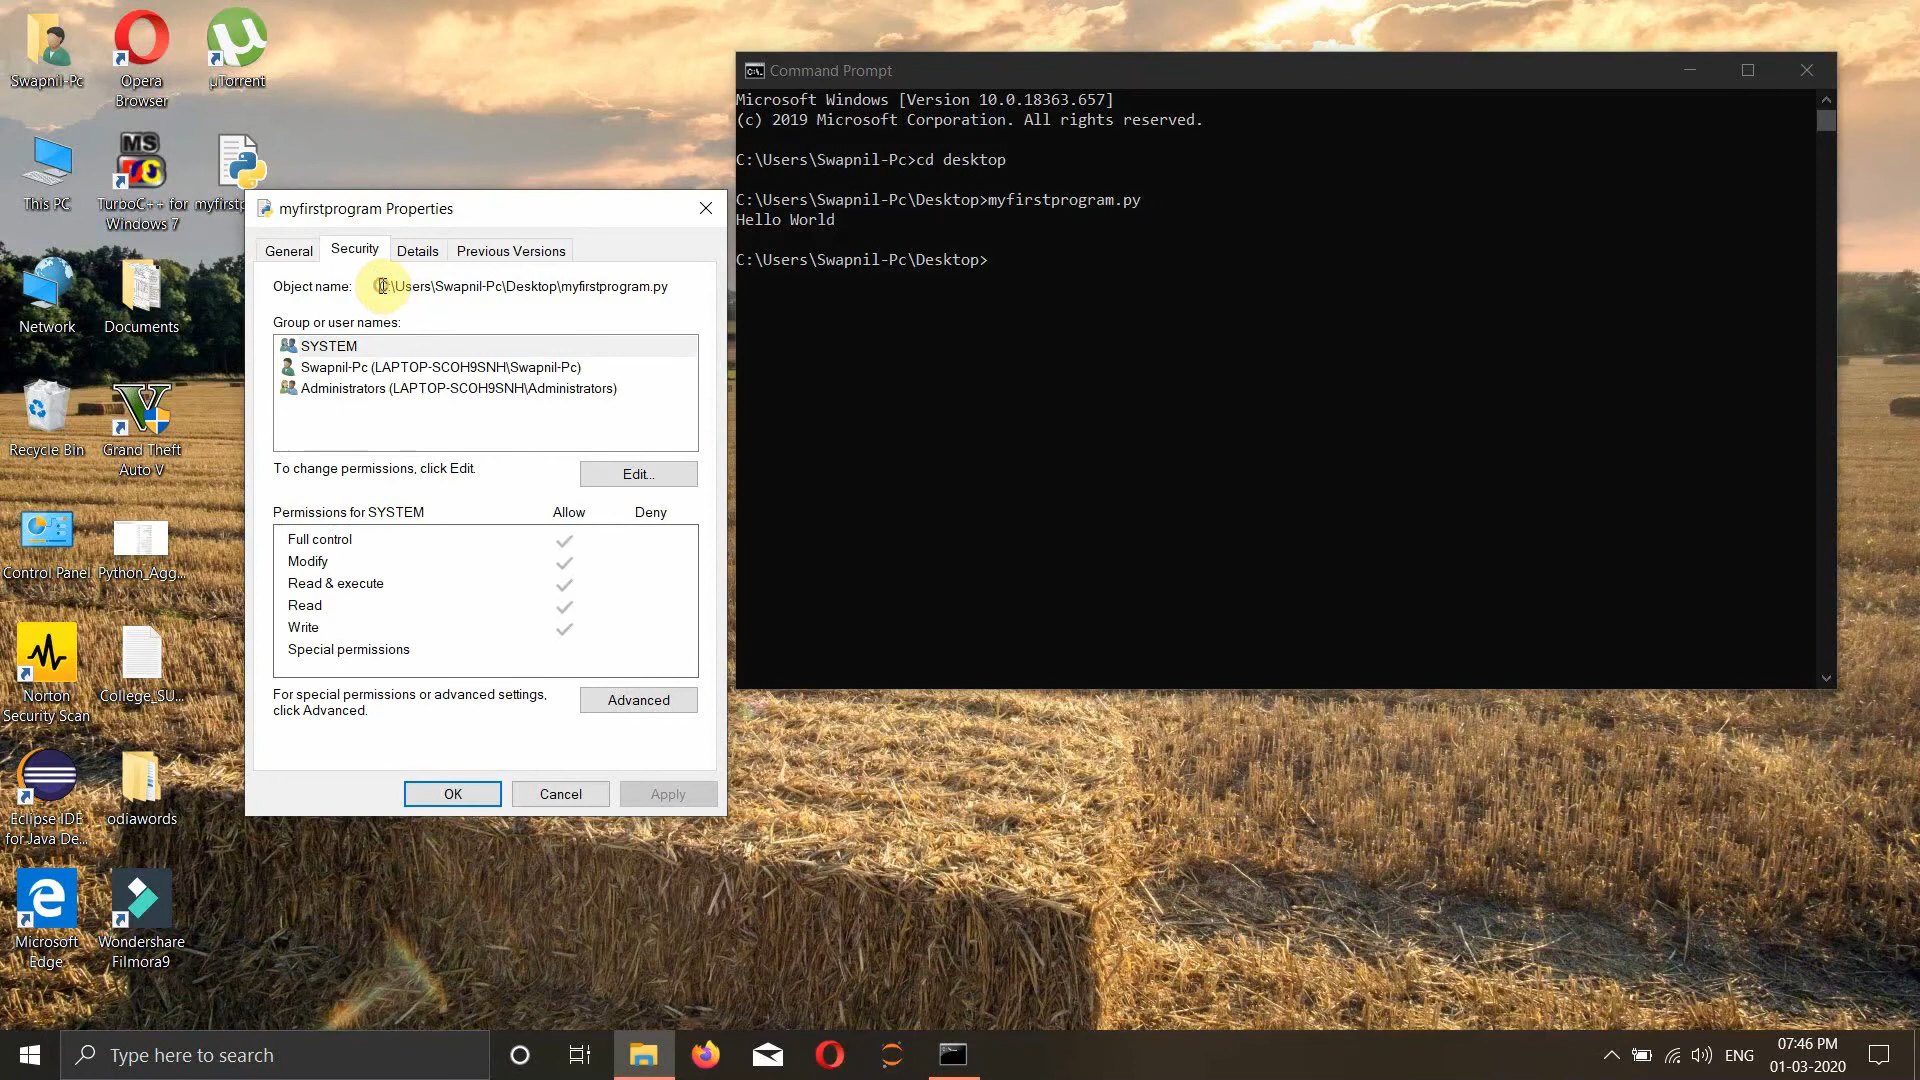 Swapnil-Pc
Opera
Browser
µTorrent
This PC
TurboC++ for
Windows 7
Network
Documents
Recycle Bin
Grand Theft
Auto V
Control Panel
Python_Agg...
Norton
Security Scan
College_SU...
Eclipse IDE
for Java De...
odiawords
Microsoft
Edge
Wondershare
Filmora9
MS
myfirstprogram Properties
General
Security
Details
Previous Versions
Object name: C:\Users\Swapnil-Pc\Desktop\myfirstprogram.py
Group or user names:
SYSTEM
Swapnil-Pc (LAPTOP-SCOH9SNH\Swapnil-Pc)
Administrators (LAPTOP-SCOH9SNH\Administrators)
To change permissions, click Edit.
Edit...
Permissions for SYSTEM Allow Deny
Full control
Modify
Read & execute
Read
Write
Special permissions
For special permissions or advanced settings,
click Advanced.
Advanced
OK
Cancel
Apply
Command Prompt
Microsoft Windows [Version 10.0.18363.657]
(c) 2019 Microsoft Corporation. All rights reserved.
C:\Users\Swapnil-Pc>cd desktop
C:\Users\Swapnil-Pc\Desktop>myfirstprogram.py
Hello World
C:\Users\Swapnil-Pc\Desktop>
Type here to search
ENG
07:46 PM
01-03-2020